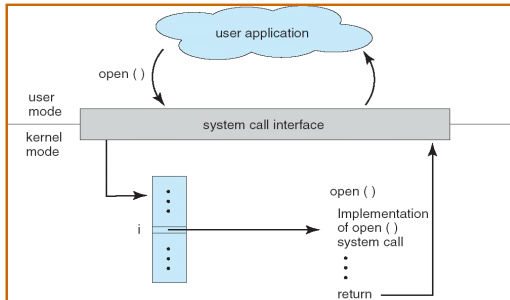 user application
open ( )
user
mode
system call interface
kernel
mode
i
open ( )
Implementation
of open ( )
system call
return